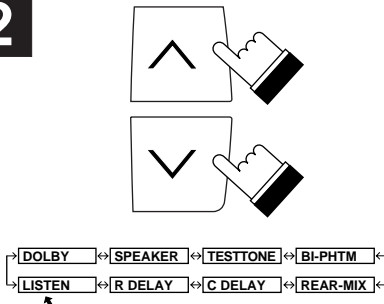 2
DOLBY SPEAKER TESTTONE BI-PHTM
LISTEN R DELAY C DELAY REAR-MIX